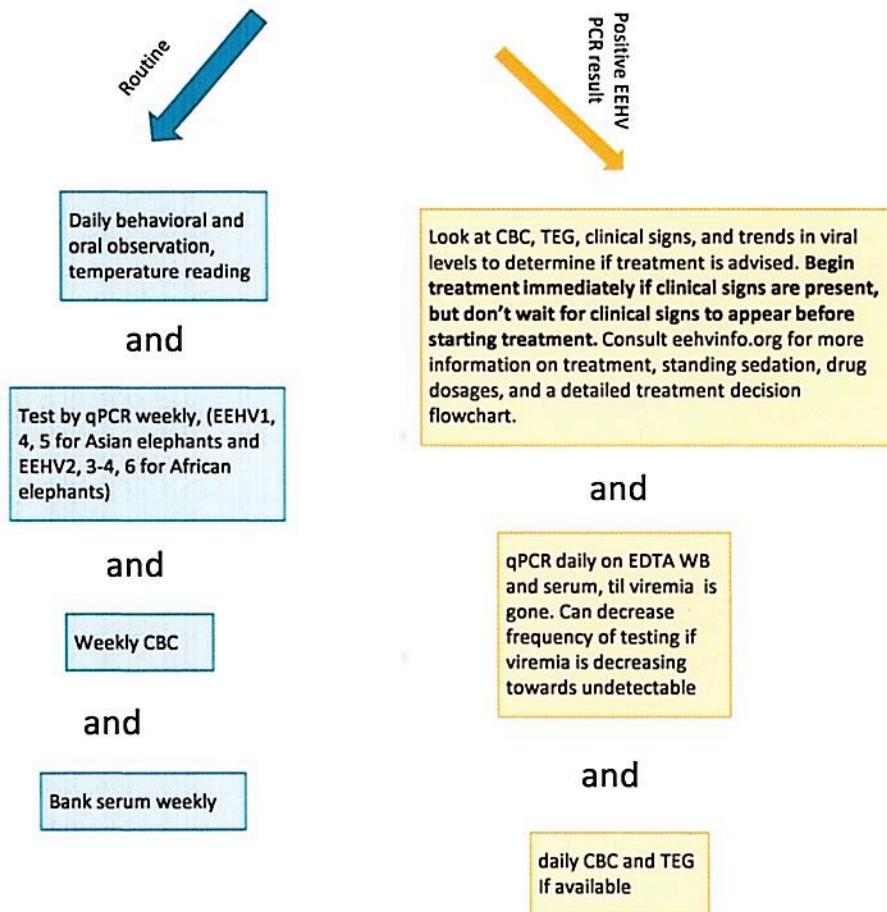 Routine
Daily behavioral and
oral observation,
temperature reading
and
Test by qPCR weekly, (EEHV1,
4, 5 for Asian elephants and
EEHV2, 3-4, 6 for African
elephants)
and
Weekly CBC
and
Bank serum weekly
Positive EEHV
PCR result
Look at CBC, TEG, clinical signs, and trends in viral
levels to determine if treatment is advised. Begin
treatment immediately if clinical signs are present,
but don’t wait for clinical signs to appear before
starting treatment. Consult eehvinfo.org for more
information on treatment, standing sedation, drug
dosages, and a detailed treatment decision
flowchart.
and
qPCR daily on EDTA WB
and serum, til viremia is
gone. Can decrease
frequency of testing if
viremia is decreasing
towards undetectable
and
daily CBC and TEG
If available